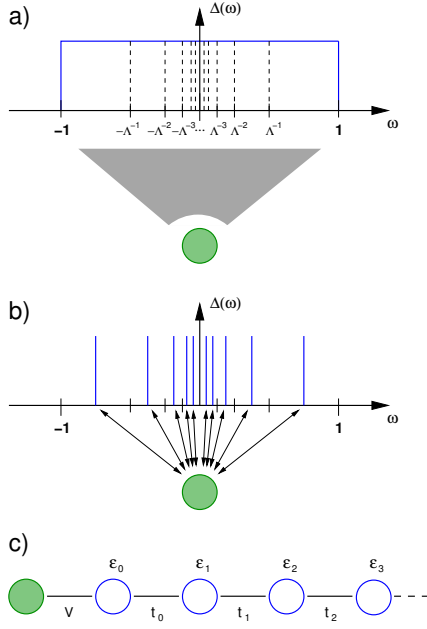 a)
Δ(ω)
−1 −Λ⁻¹ −Λ⁻² −Λ⁻³ ... Λ⁻³ Λ⁻² Λ⁻¹ 1 ω
b)
Δ(ω)
−1 1 ω
c)
ε₀ ε₁ ε₂ ε₃
V t₀ t₁ t₂